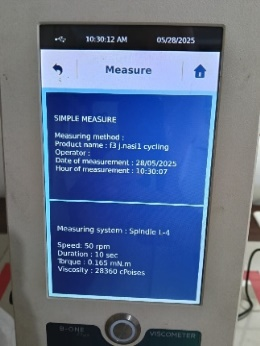 10:30:12 AM 05/28/2025
Measure
SIMPLE MEASURE
Measuring method :
Product name : f3 j.nasi1 cycling
Operator :
Date of measurement : 28/05/2025
Hour of measurement : 10:30:07
Measuring system : Spindle L-4
Speed: 50 rpm
Duration : 10 sec
Torque : 0.165 mN.m
Viscosity : 28360 cPoises
B-ONE VISCOMETER